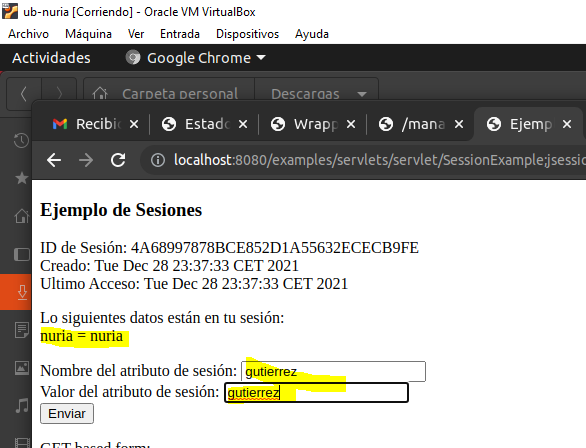 ub-nuria [Corriendo] - Oracle VM VirtualBox
Archivo Máquina Ver Entrada Dispositivos Ayuda
Actividades Google Chrome
Carpeta personal Descargas
Recibid Estado Wrapp /mana Ejemp
localhost:8080/examples/servlets/servlet/SessionExample;jsessio
Ejemplo de Sesiones
ID de Sesión: 4A68997878BCE852D1A55632ECECB9FE
Creado: Tue Dec 28 23:37:33 CET 2021
Ultimo Acceso: Tue Dec 28 23:37:33 CET 2021
Lo siguientes datos están en tu sesión:
nuria = nuria
Nombre del atributo de sesión: gutierrez
Valor del atributo de sesión: gutierrez
Enviar
GET based form: